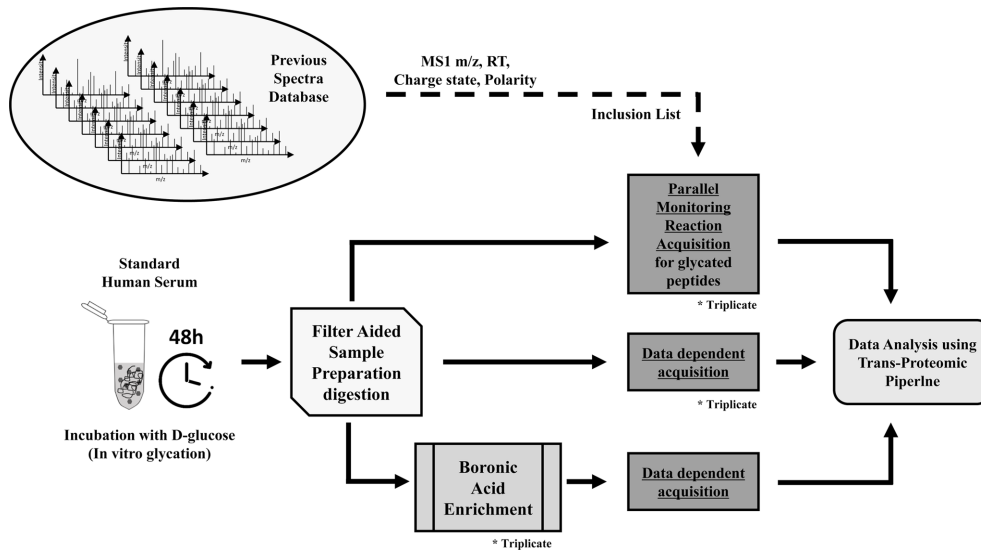 Previous
Spectra
Database
MS1 m/z, RT,
Charge state, Polarity
Inclusion List
Intensity
m/z
m/z
m/z
m/z
m/z
m/z
Parallel
Monitoring
Reaction
Acquisition
for glycated
peptides
* Triplicate
Standard
Human Serum
48h
Incubation with D-glucose
(In vitro glycation)
Filter Aided
Sample
Preparation
digestion
Data dependent
acquisition
* Triplicate
Boronic
Acid
Enrichment
* Triplicate
Data dependent
acquisition
Data Analysis using
Trans-Proteomic
Piperlne